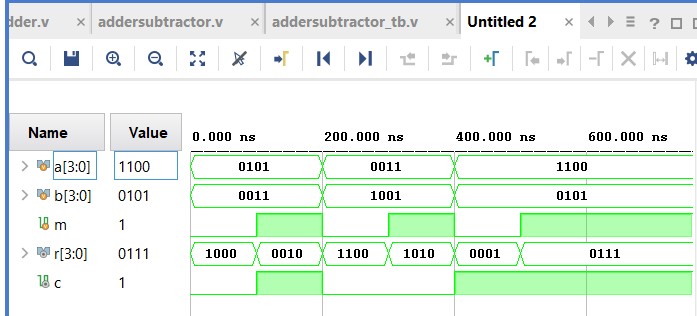 dder.v
addersubtractor.v
addersubtractor_tb.v
Untitled 2
Name Value 0.000 ns 200.000 ns 400.000 ns 600.000 ns
a[3:0] 1100 0101 0011 1100
b[3:0] 0101 0011 1001 0101
m 1
r[3:0] 0111 1000 0010 1100 1010 0001 0111
c 1